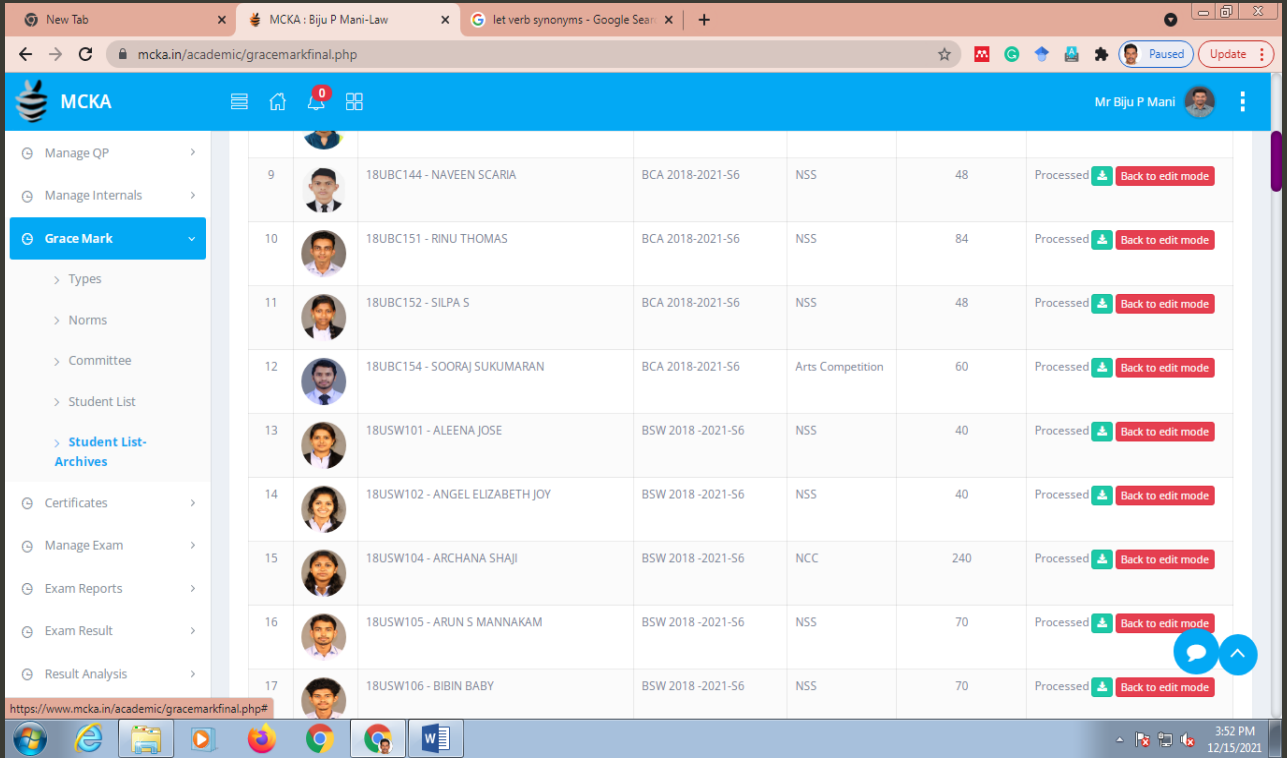 New Tab
MCKA : Biju P Mani-Law
let verb synonyms - Google Sear
mcka.in/academic/gracemarkfinal.php
Paused
Update
MCKA
0
Mr Biju P Mani
Manage QP
Manage Internals
Grace Mark
Types
Norms
Committee
Student List
Student List-
Archives
Certificates
Manage Exam
Exam Reports
Exam Result
Result Analysis
9 18UBC144 - NAVEEN SCARIA BCA 2018-2021-S6 NSS 48 Processed Back to edit mode
10 18UBC151 - RINU THOMAS BCA 2018-2021-S6 NSS 84 Processed Back to edit mode
11 18UBC152 - SILPA S BCA 2018-2021-S6 NSS 48 Processed Back to edit mode
12 18UBC154 - SOORAJ SUKUMARAN BCA 2018-2021-S6 Arts Competition 60 Processed Back to edit mode
13 18USW101 - ALEENA JOSE BSW 2018 -2021-S6 NSS 40 Processed Back to edit mode
14 18USW102 - ANGEL ELIZABETH JOY BSW 2018 -2021-S6 NSS 40 Processed Back to edit mode
15 18USW104 - ARCHANA SHAJI BSW 2018 -2021-S6 NCC 240 Processed Back to edit mode
16 18USW105 - ARUN S MANNAKAM BSW 2018 -2021-S6 NSS 70 Processed Back to edit mode
17 18USW106 - BIBIN BABY BSW 2018 -2021-S6 NSS 70 Processed Back to edit mode
https://www.mcka.in/academic/gracemarkfinal.php#
3:52 PM
12/15/2021